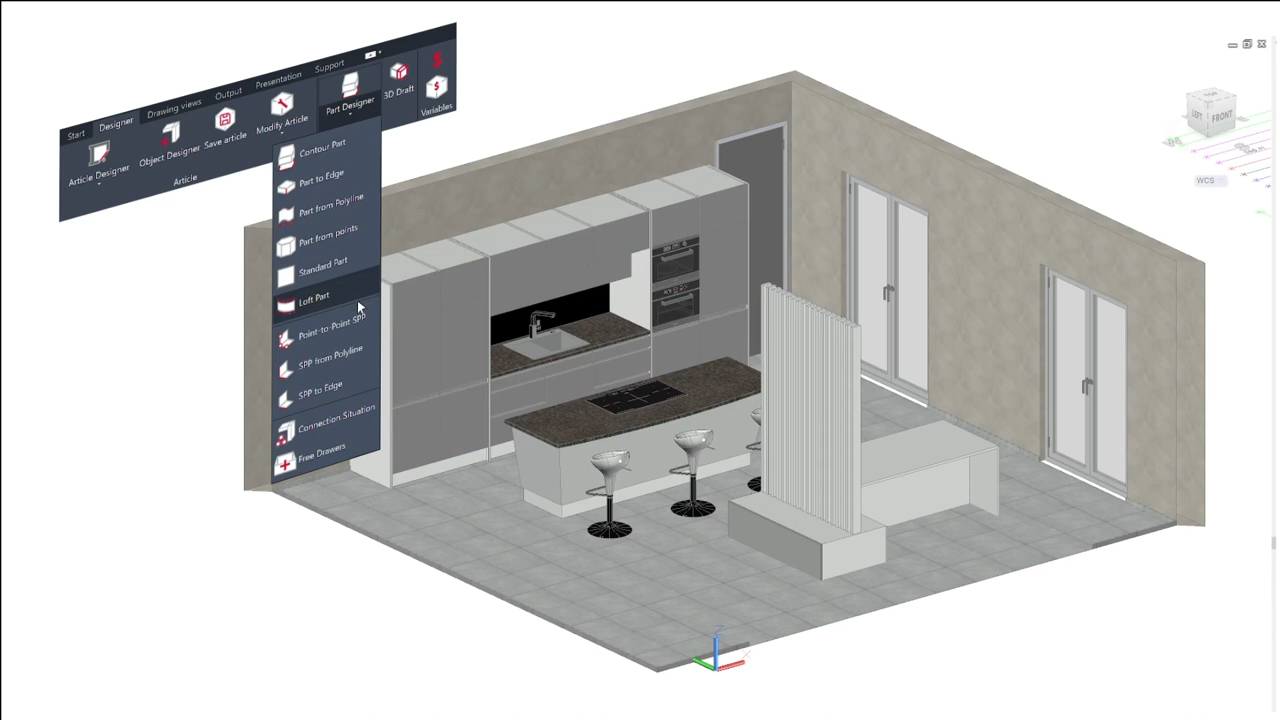 Start
Designer
Drawing views
Output
Presentation
Support
Article Designer
Object Designer
Save article
Modify Article
Part Designer
3D Draft
Variables
Article
Contour Part
Part to Edge
Part from Polyline
Part from points
Standard Part
Loft Part
Point-to-Point SPP
SPP from Polyline
SPP to Edge
Connection Situation
Free Drawers
TOP
LEFT
FRONT
WCS